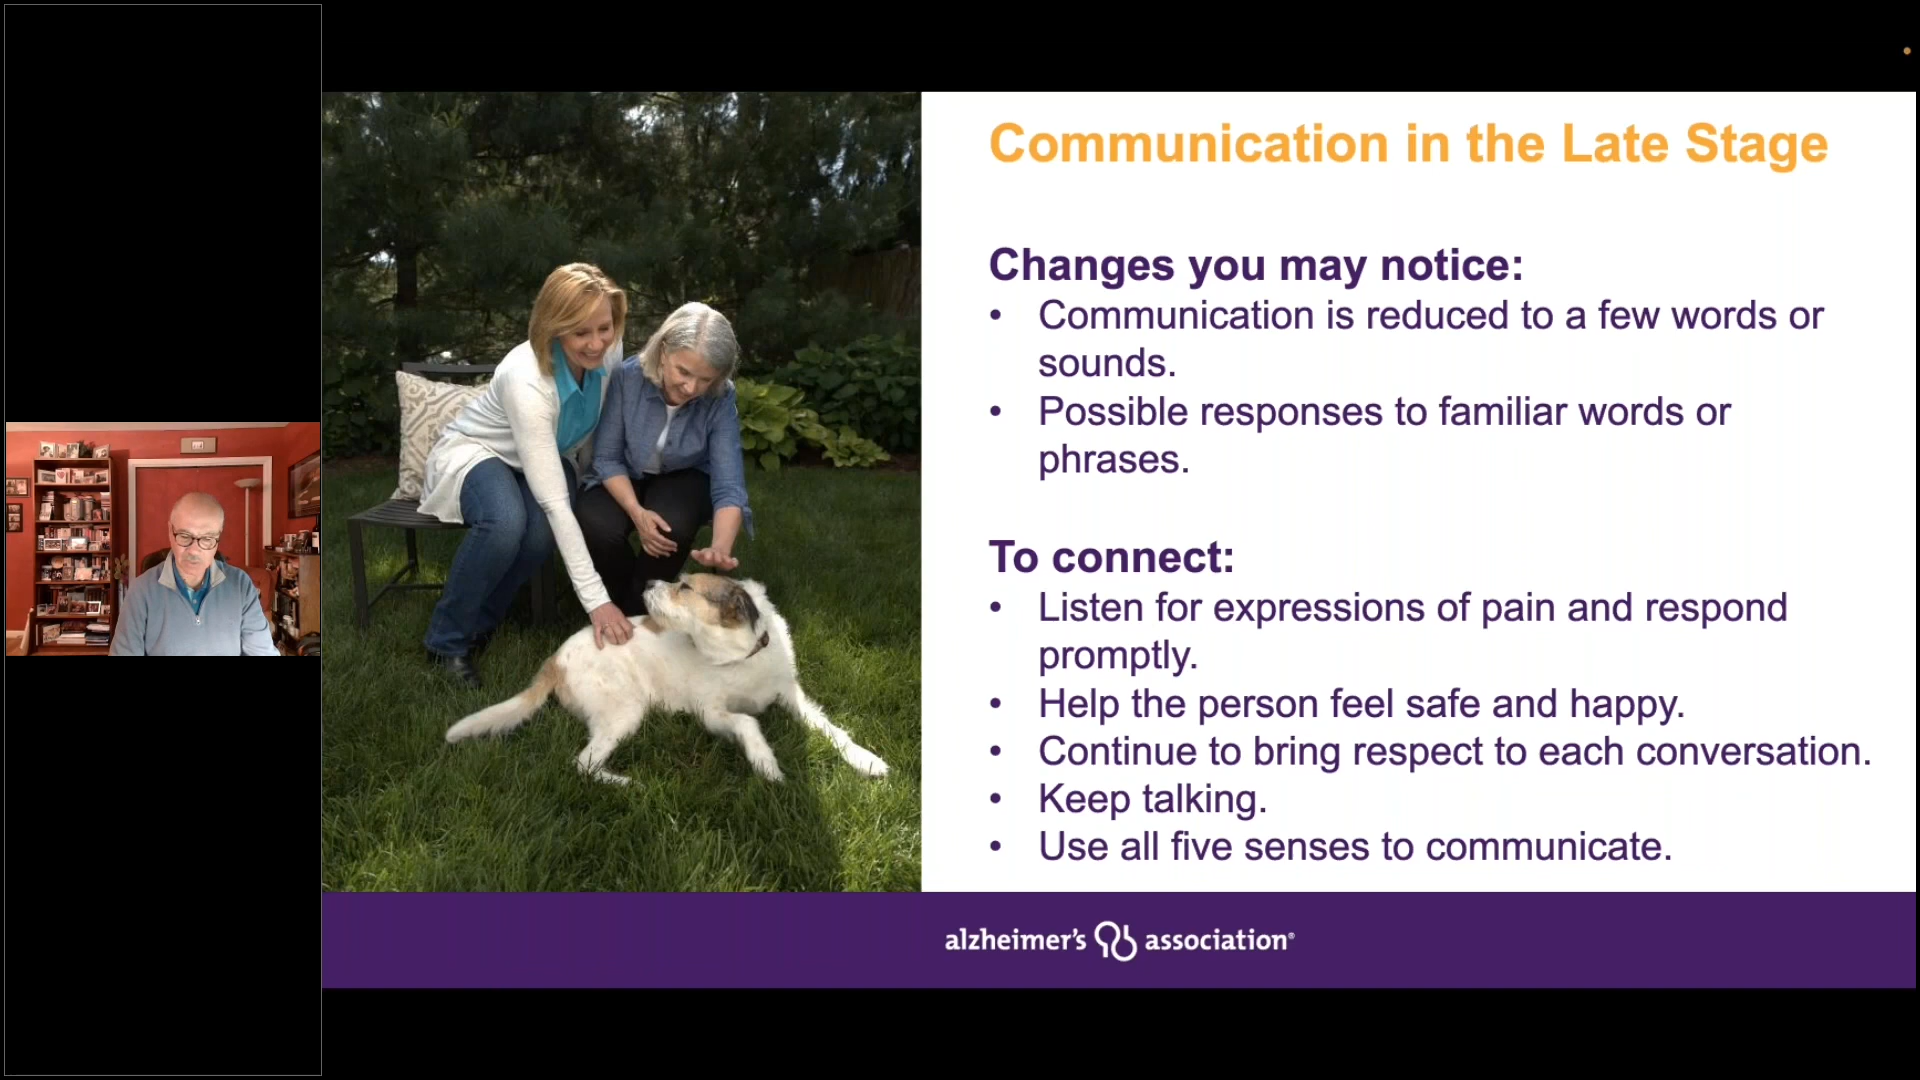 Communication in the Late Stage
Changes you may notice:
• Communication is reduced to a few words or
sounds.
• Possible responses to familiar words or
phrases.
To connect:
• Listen for expressions of pain and respond
promptly.
• Help the person feel safe and happy.
• Continue to bring respect to each conversation.
• Keep talking.
• Use all five senses to communicate.
alzheimer's association®